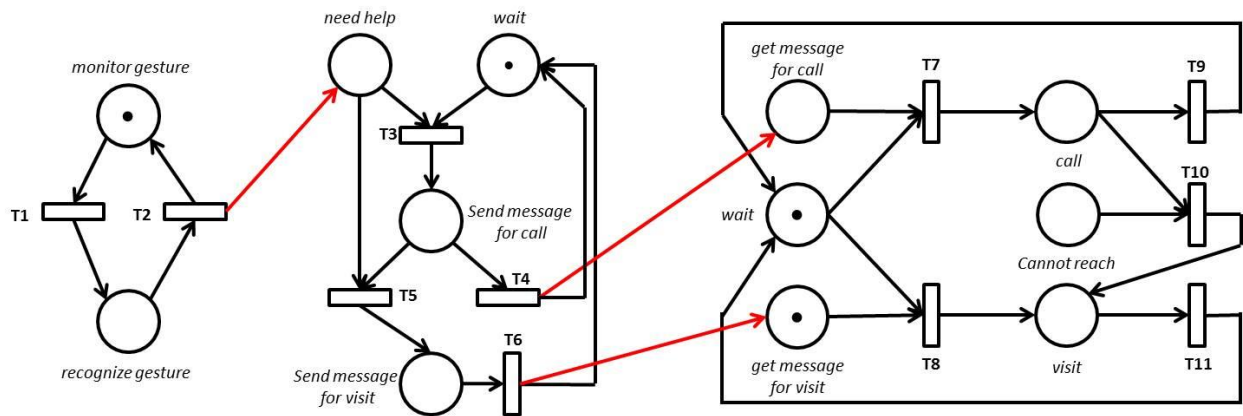 need help
wait
monitor gesture
T1
T2
recognize gesture
T3
Send message
for call
T5
T4
T6
Send message
for visit
get message
for call
T7
T9
call
T10
wait
Cannot reach
get message
for visit
T8
visit
T11